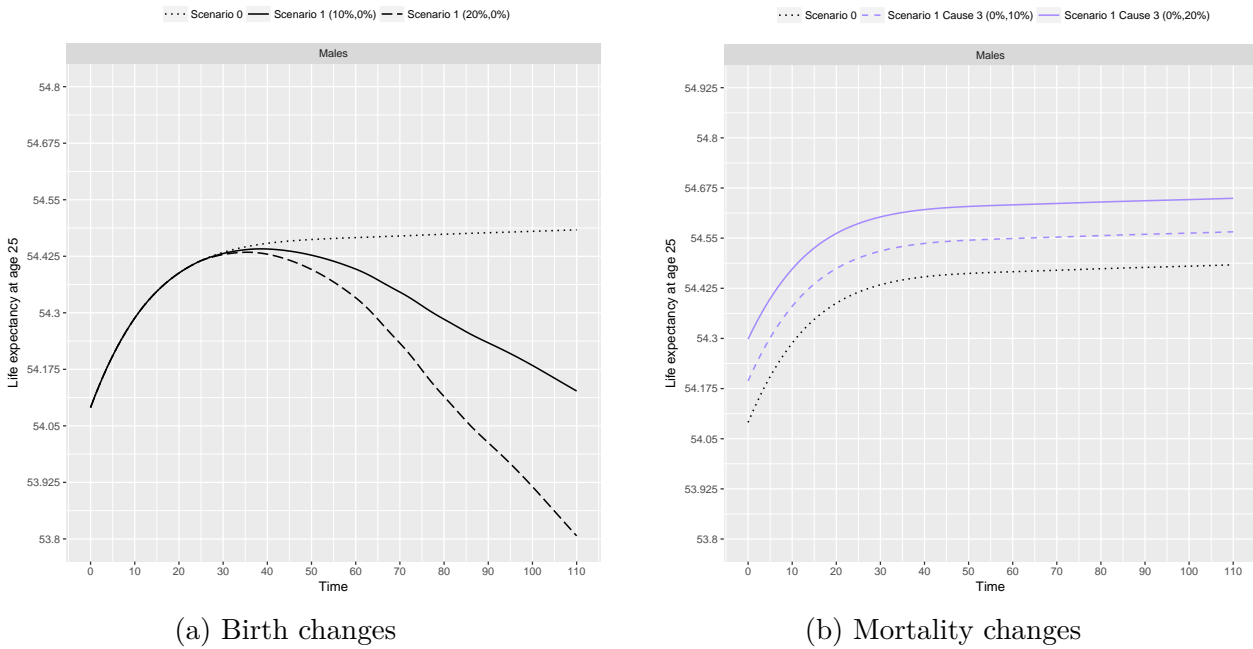 Scenario 0 Scenario 1 (10%,0%) Scenario 1 (20%,0%)
Males
54.8
54.675
54.55
54.425
54.3
54.175
54.05
53.925
53.8
Life expectancy at age 25
0 10 20 30 40 50 60 70 80 90 100 110
Time
(a) Birth changes
Scenario 0 Scenario 1 Cause 3 (0%,10%) Scenario 1 Cause 3 (0%,20%)
Males
54.925
54.8
54.675
54.55
54.425
54.3
54.175
54.05
53.925
53.8
Life expectancy at age 25
0 10 20 30 40 50 60 70 80 90 100 110
Time
(b) Mortality changes